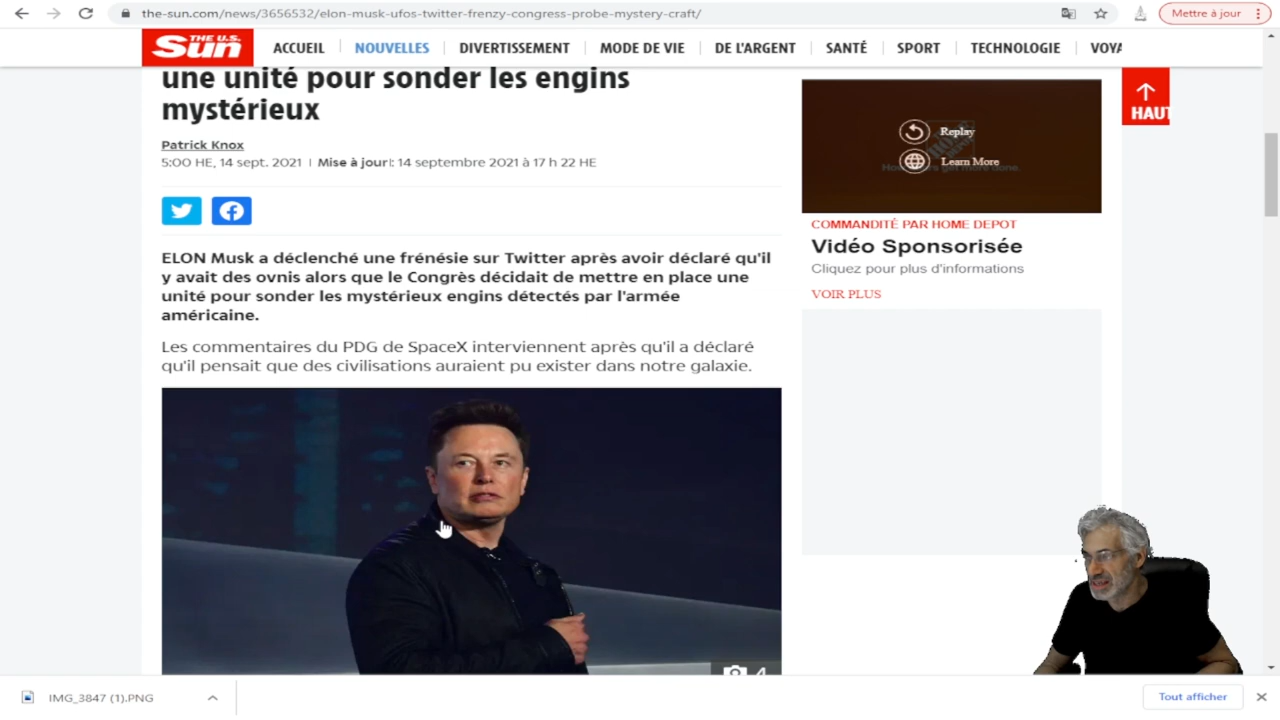 the-sun.com/news/3656532/elon-musk-ufos-twitter-frenzy-congress-probe-mystery-craft/
Mettre à jour
THE U.S.
Sun
ACCUEIL
NOUVELLES
DIVERTISSEMENT
MODE DE VIE
DE L'ARGENT
SANTÉ
SPORT
TECHNOLOGIE
VOYA
une unité pour sonder les engins
mystérieux
HAUT
Patrick Knox
5:00 HE, 14 sept. 2021 | Mise à jour!: 14 septembre 2021 à 17 h 22 HE
Replay
Learn More
COMMANDITÉ PAR HOME DEPOT
Vidéo Sponsorisée
Cliquez pour plus d'informations
VOIR PLUS
ELON Musk a déclenché une frénésie sur Twitter après avoir déclaré qu'il
y avait des ovnis alors que le Congrès décidait de mettre en place une
unité pour sonder les mystérieux engins détectés par l'armée
américaine.
Les commentaires du PDG de SpaceX interviennent après qu'il a déclaré
qu'il pensait que des civilisations auraient pu exister dans notre galaxie.
4
IMG_3847 (1).PNG
Tout afficher